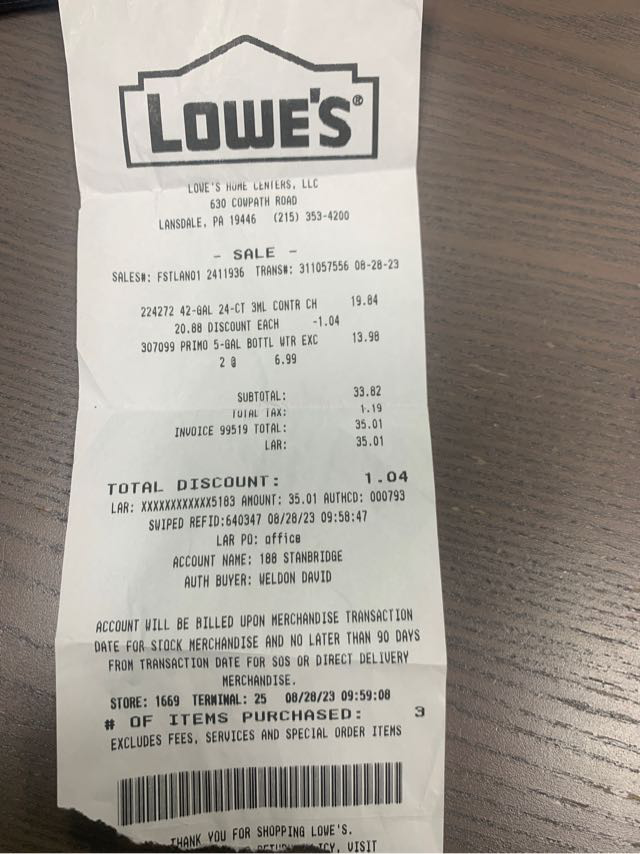 LOWE'S®
LOWE'S HOME CENTERS, LLC
630 COWPATH ROAD
LANSDALE, PA 19446 (215) 353-4200
- SALE -
SALES#: FSTLAN01 2411936 TRANS#: 311057556 08-28-23
224272 42-GAL 24-CT 3ML CONTR CH 19.84
20.88 DISCOUNT EACH -1.04
307099 PRIMO 5-GAL BOTTL WTR EXC 13.98
2 @ 6.99
SUBTOTAL: 33.82
TOTAL TAX: 1.19
INVOICE 99519 TOTAL: 35.01
LAR: 35.01
TOTAL DISCOUNT: 1.04
LAR: XXXXXXXXXXXX5183 AMOUNT: 35.01 AUTHCD: 000793
SWIPED REFID:640347 08/28/23 09:58:47
LAR PO: office
ACCOUNT NAME: 188 STANBRIDGE
AUTH BUYER: WELDON DAVID
ACCOUNT WILL BE BILLED UPON MERCHANDISE TRANSACTION
DATE FOR STOCK MERCHANDISE AND NO LATER THAN 90 DAYS
FROM TRANSACTION DATE FOR SOS OR DIRECT DELIVERY
MERCHANDISE.
STORE: 1669 TERMINAL: 25 08/28/23 09:59:08
# OF ITEMS PURCHASED: 3
EXCLUDES FEES, SERVICES AND SPECIAL ORDER ITEMS
THANK YOU FOR SHOPPING LOWE'S.
VISIT